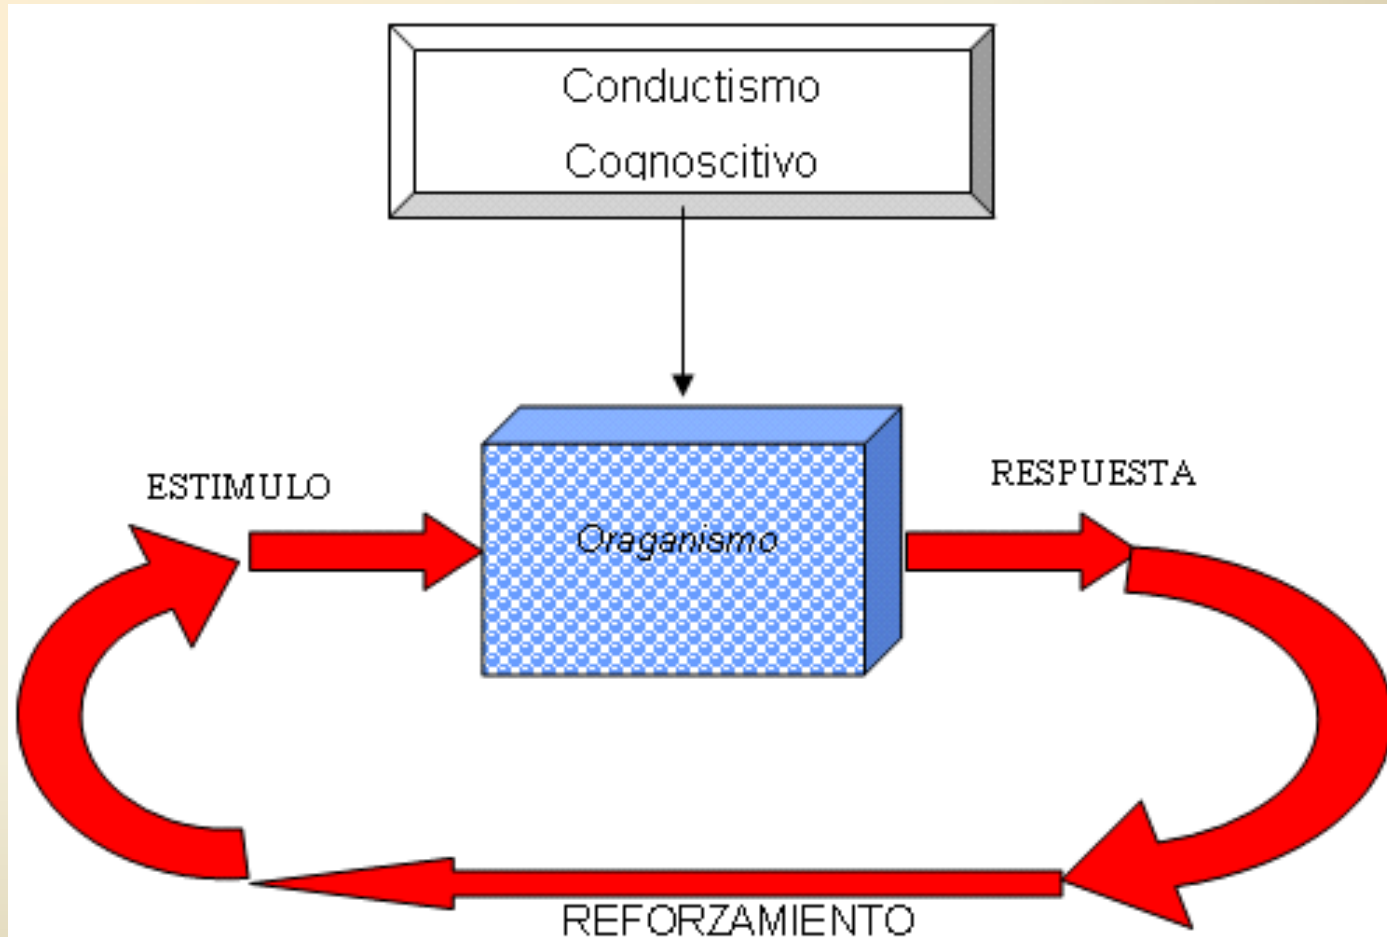 Conductismo
Cognoscitivo
ESTIMULO
RESPUESTA
Oraganismo
REFORZAMIENTO